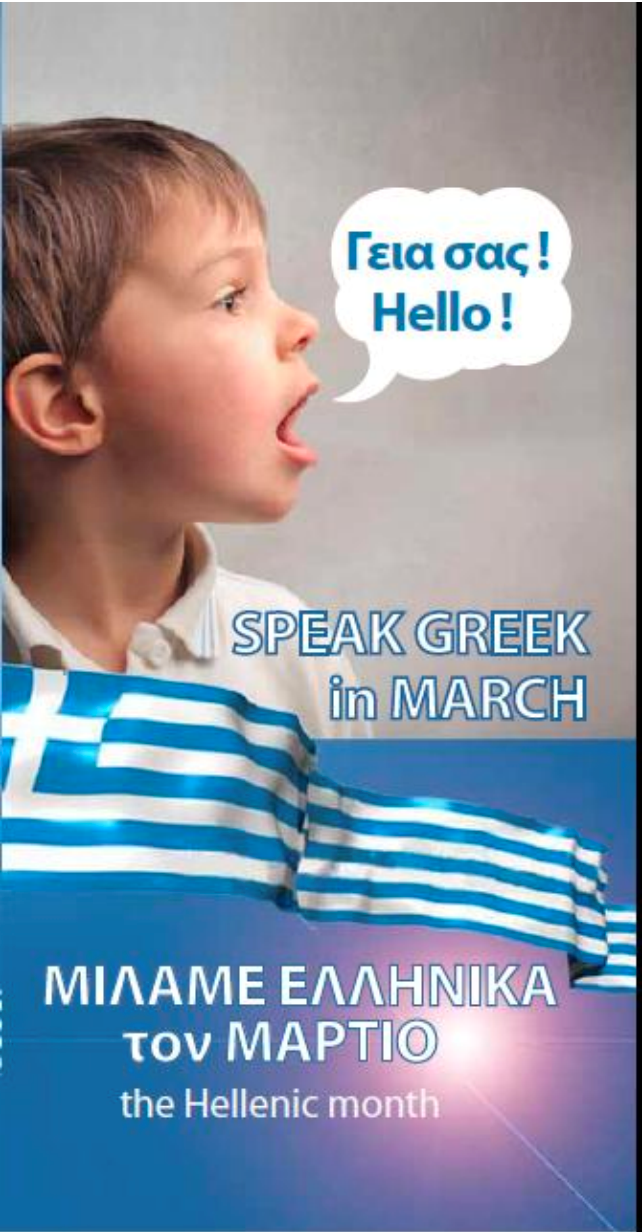 Γεια σας !
Hello !
SPEAK GREEK
in MARCH
ΜΙΛΑΜΕ ΕΛΛΗΝΙΚΑ
τον ΜΑΡΤΙΟ
the Hellenic month